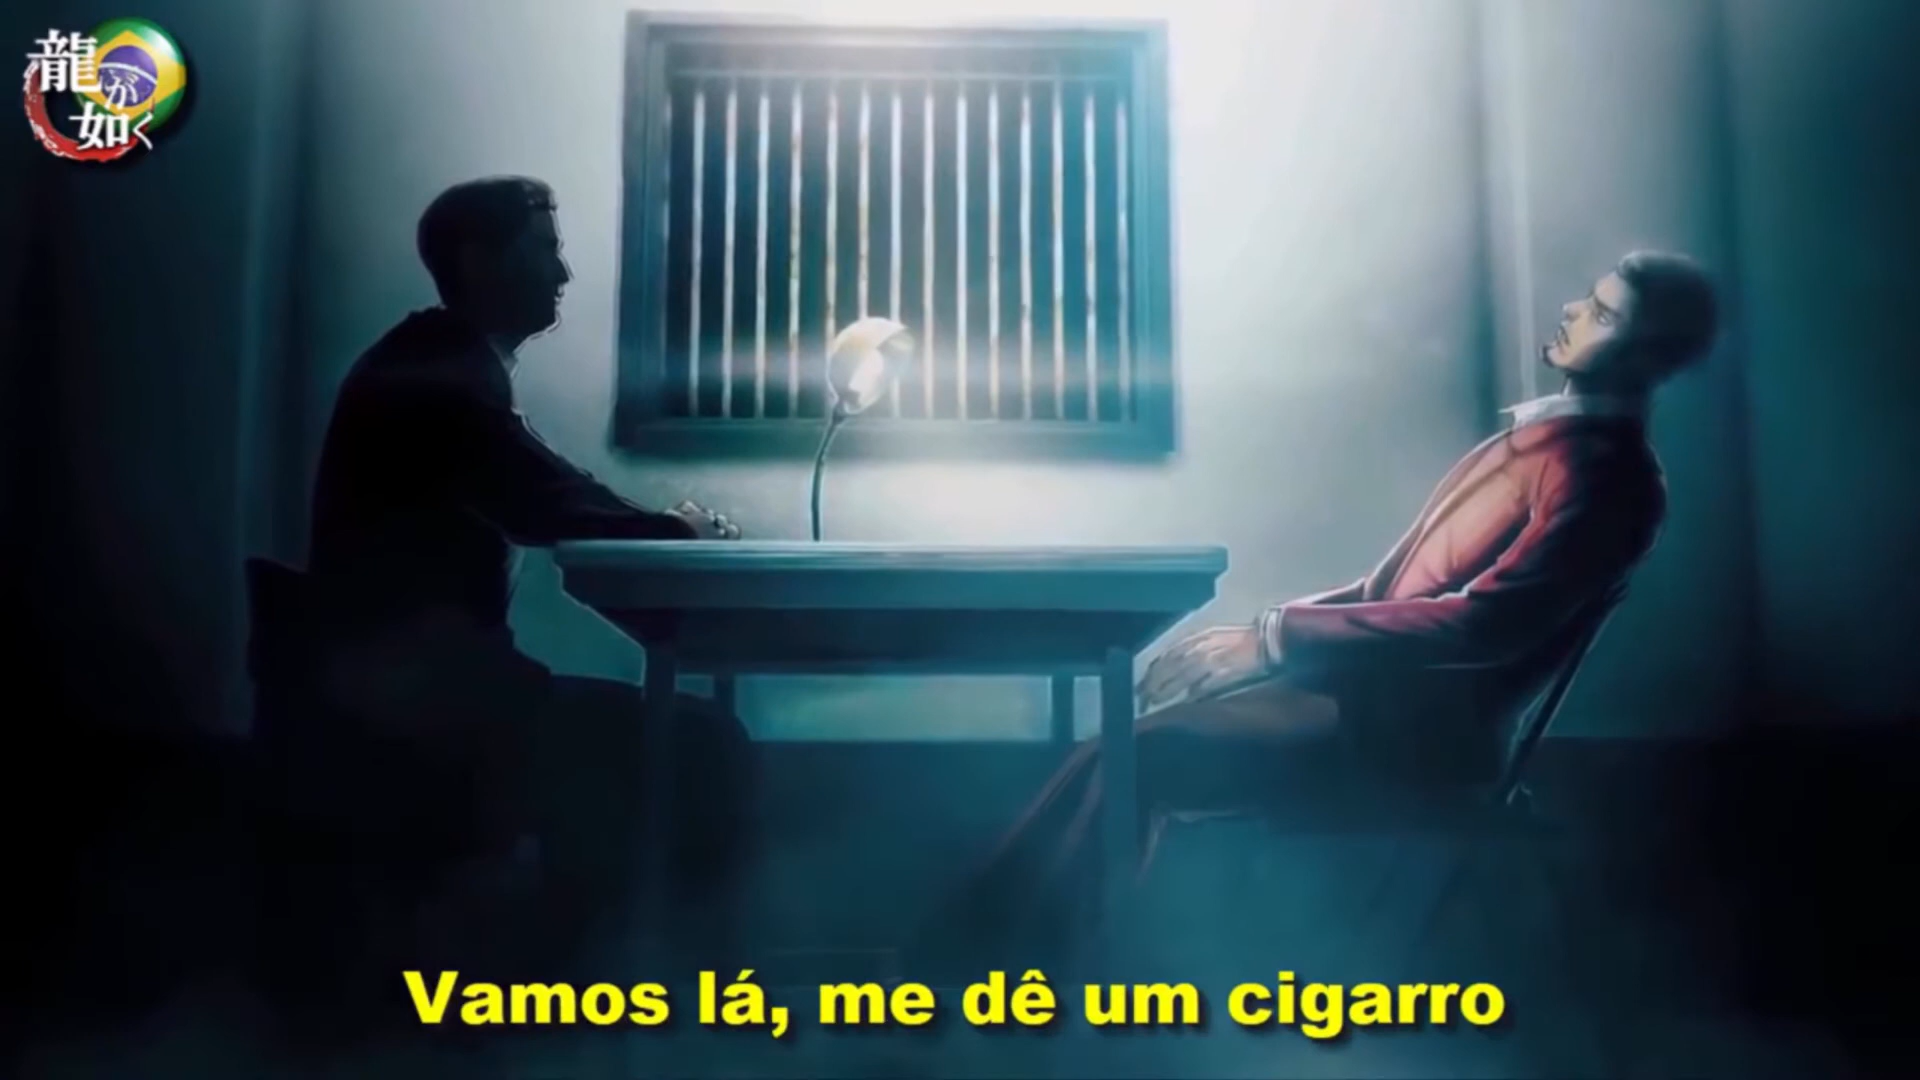 龍が
如く
Vamos lá, me dê um cigarro